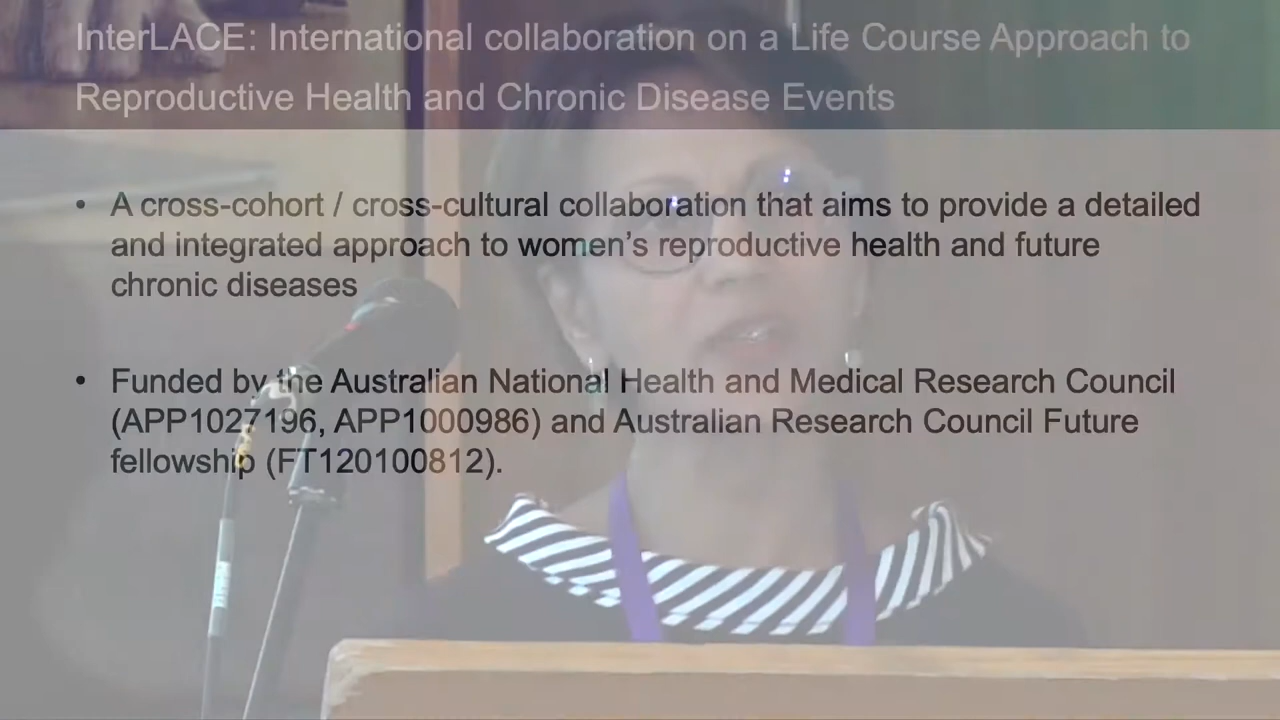 InterLACE: International collaboration on a Life Course Approach to
Reproductive Health and Chronic Disease Events
• A cross-cohort / cross-cultural collaboration that aims to provide a detailed
and integrated approach to women’s reproductive health and future
chronic diseases
• Funded by the Australian National Health and Medical Research Council
(APP1027196, APP1000986) and Australian Research Council Future
fellowship (FT120100812).